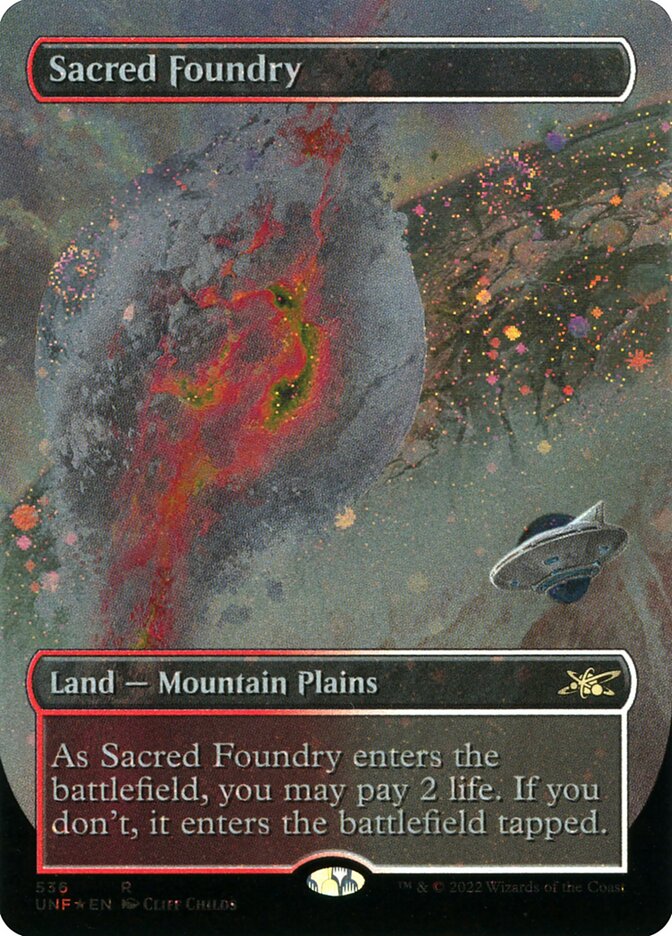 Sacred Foundry
Land — Mountain Plains
As Sacred Foundry enters the
battlefield, you may pay 2 life. If you
don't, it enters the battlefield tapped.
536 R
UNF★EN Cliff Childs
™ & © 2022 Wizards of the Coast